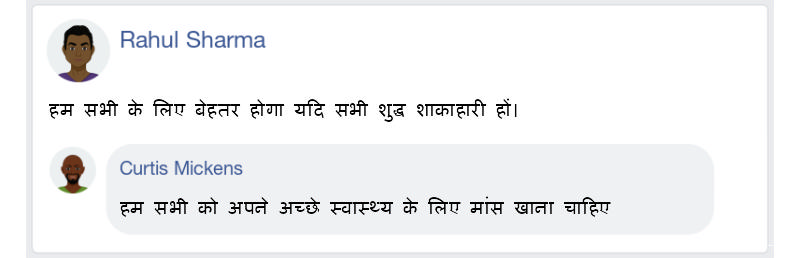 Rahul Sharma
हम सभी के लिए बेहतर होगा यदि सभी शुद्ध शाकाहारी हों।
Curtis Mickens
हम सभी को अपने अच्छे स्वास्थ्य के लिए मांस खाना चाहिए